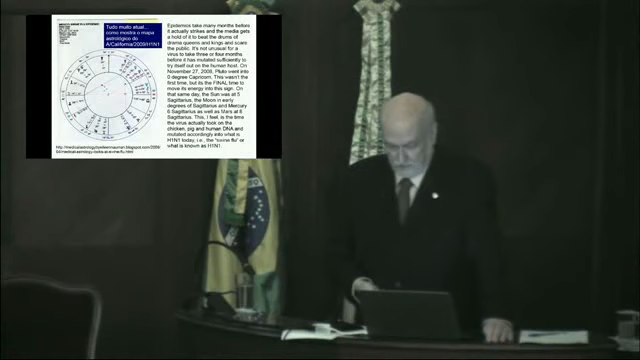 Tudo muito atual...
como mostra o mapa
astrológico do
A/California/2009/H1N1
Epidemics take many months before
it actually strikes and the media gets
a hold of it to beat the drums of
drama queens and kings and scare
the public. It's not unusual for a
virus to take three or four months
before it has mutated sufficiently to
try itself out on the human host. On
November 27, 2008, Pluto went into
0 degree Capricorn. This wasn't the
first time, but its the FINAL time to
move its energy into this sign. On
that same day, the Sun was at 5
Sagittarius, the Moon in early
degrees of Sagittarius and Mercury
6 Sagittarius as well as Mars at 8
Sagittarius. This, I feel, is the time
the virus actually took on the
chicken, pig and human DNA and
mutated accordingly into what is
H1N1 today, i.e., the "swine flu" or
what is known as H1N1.